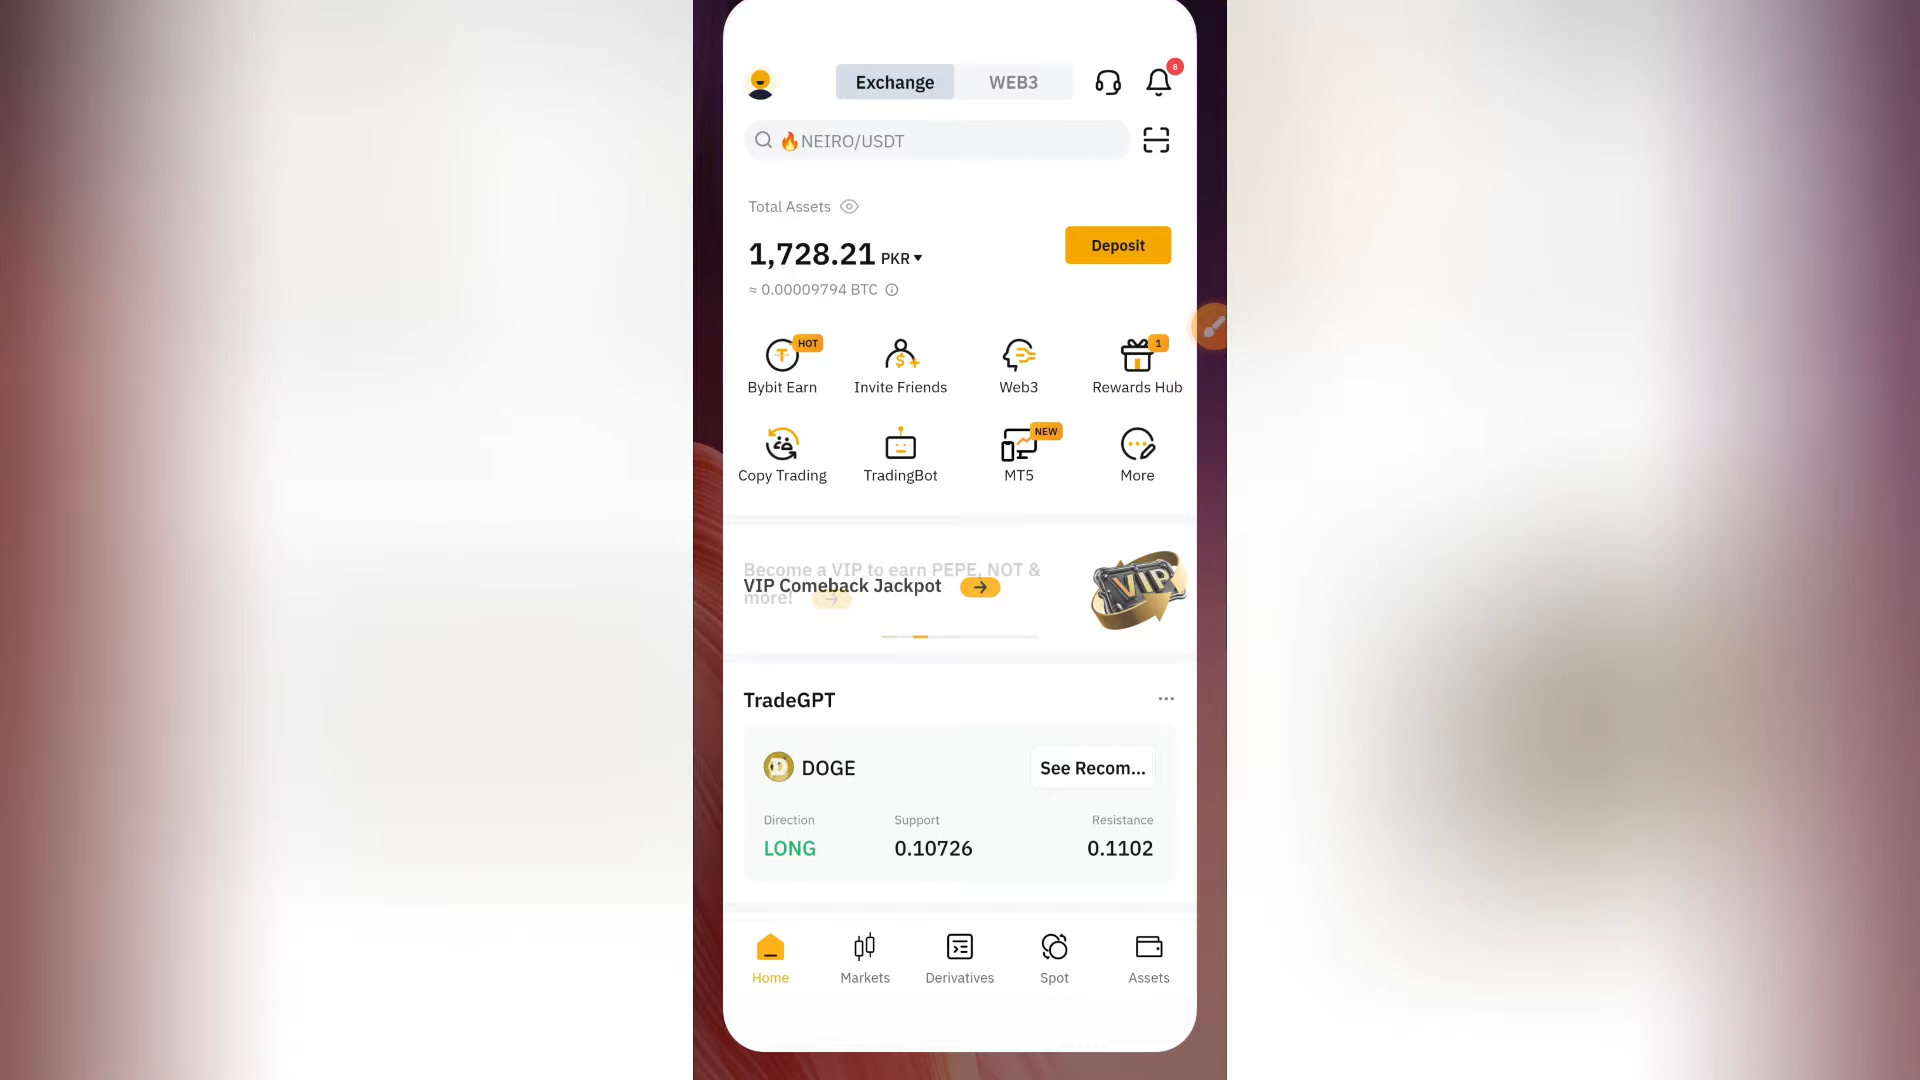 Exchange
WEB3
8
🔥NEIRO/USDT
Total Assets
1,728.21 PKR
Deposit
≈ 0.00009794 BTC
HOT
1
Bybit Earn
Invite Friends
Web3
Rewards Hub
NEW
Copy Trading
TradingBot
MT5
More
Become a VIP to earn PEPE, NOT &
more!
VIP Comeback Jackpot
VIP
TradeGPT
DOGE
See Recom...
Direction
Support
Resistance
LONG
0.10726
0.1102
Home
Markets
Derivatives
Spot
Assets